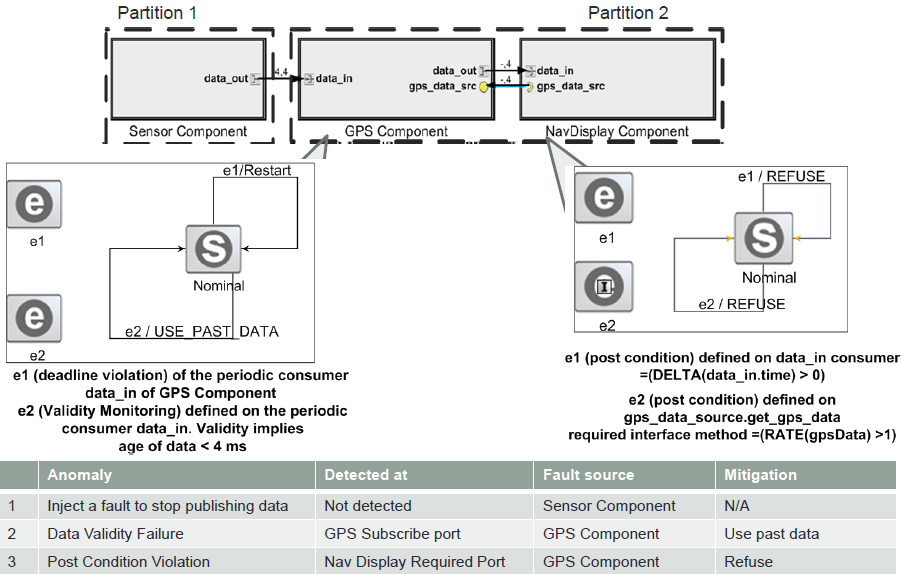 Partition 1
Partition 2
data_out
4,4
data_in
data_out
-,4
data_in
gps_data_src
-,4
gps_data_src
Sensor Component
GPS Component
NavDisplay Component
e
e1
e1/Restart
S
Nominal
e
e2 / USE_PAST_DATA
e2
e
e1
e1 / REFUSE
S
Nominal
I
e2 / REFUSE
e2
e1 (deadline violation) of the periodic consumer
data_in of GPS Component
e2 (Validity Monitoring) defined on the periodic
consumer data_in. Validity implies
age of data < 4 ms
e1 (post condition) defined on data_in consumer
=(DELTA(data_in.time) > 0)
e2 (post condition) defined on
gps_data_source.get_gps_data
required interface method =(RATE(gpsData) >1)
Anomaly Detected at Fault source Mitigation
1 Inject a fault to stop publishing data Not detected Sensor Component N/A
2 Data Validity Failure GPS Subscribe port GPS Component Use past data
3 Post Condition Violation Nav Display Required Port GPS Component Refuse